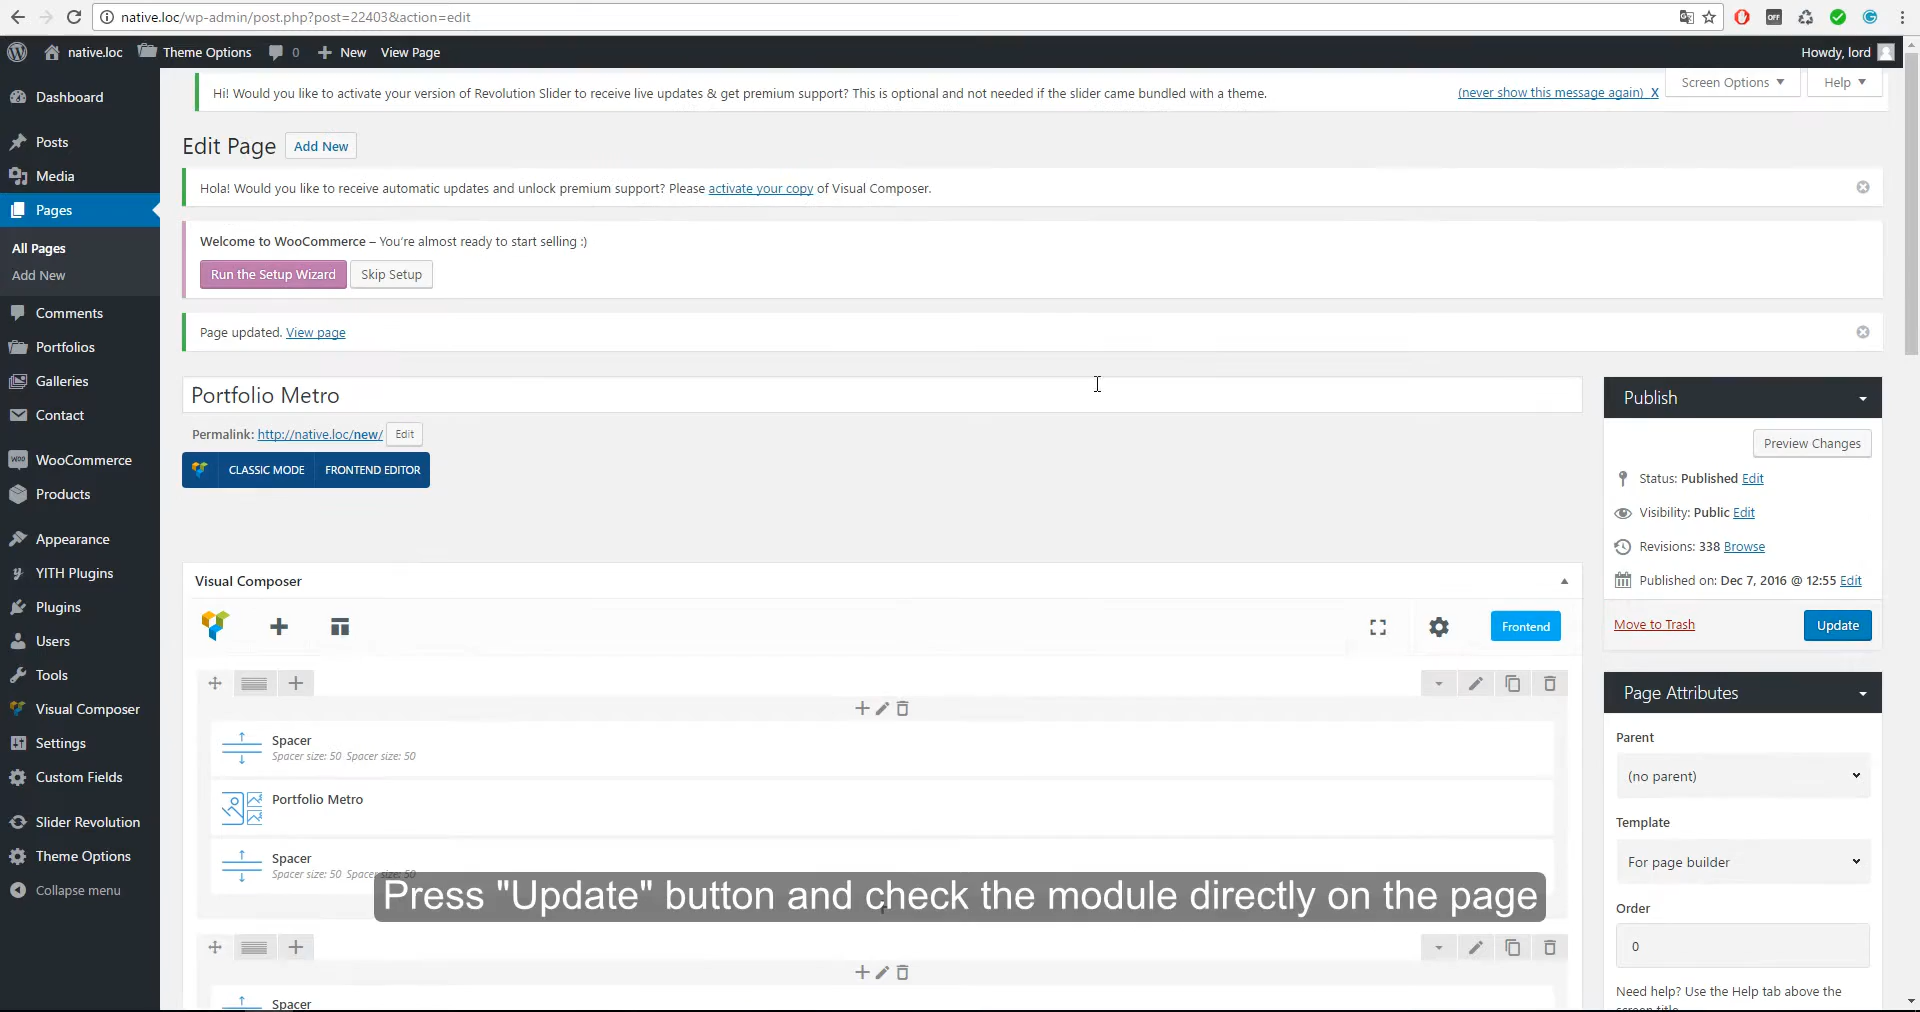 native.loc/wp-admin/post.php?post=22403&action=edit
OFF
native.loc
Theme Options
0
New
View Page
Howdy, lord
Hi! Would you like to activate your version of Revolution Slider to receive live updates & get premium support? This is optional and not needed if the slider came bundled with a theme.
(never show this message again) X
Screen Options
Help
Edit Page
Add New
Hola! Would you like to receive automatic updates and unlock premium support? Please activate your copy of Visual Composer.
Welcome to WooCommerce – You're almost ready to start selling :)
Run the Setup Wizard
Skip Setup
Page updated. View page
Dashboard
Posts
Media
Pages
All Pages
Add New
Comments
Portfolios
Galleries
Contact
WooCommerce
Products
Appearance
YITH Plugins
Plugins
Users
Tools
Visual Composer
Settings
Custom Fields
Slider Revolution
Theme Options
Collapse menu
Portfolio Metro
Permalink: http://native.loc/new/ Edit
CLASSIC MODE
FRONTEND EDITOR
Visual Composer
Frontend
Spacer
Spacer size: 50 Spacer size: 50
Portfolio Metro
Spacer
Spacer size: 50 Spacer size: 50
Press "Update" button and check the module directly on the page
Spacer
Publish
Preview Changes
Status: Published Edit
Visibility: Public Edit
Revisions: 338 Browse
Published on: Dec 7, 2016 @ 12:55 Edit
Move to Trash
Update
Page Attributes
Parent
(no parent)
Template
For page builder
Order
0
Need help? Use the Help tab above the
screen title.